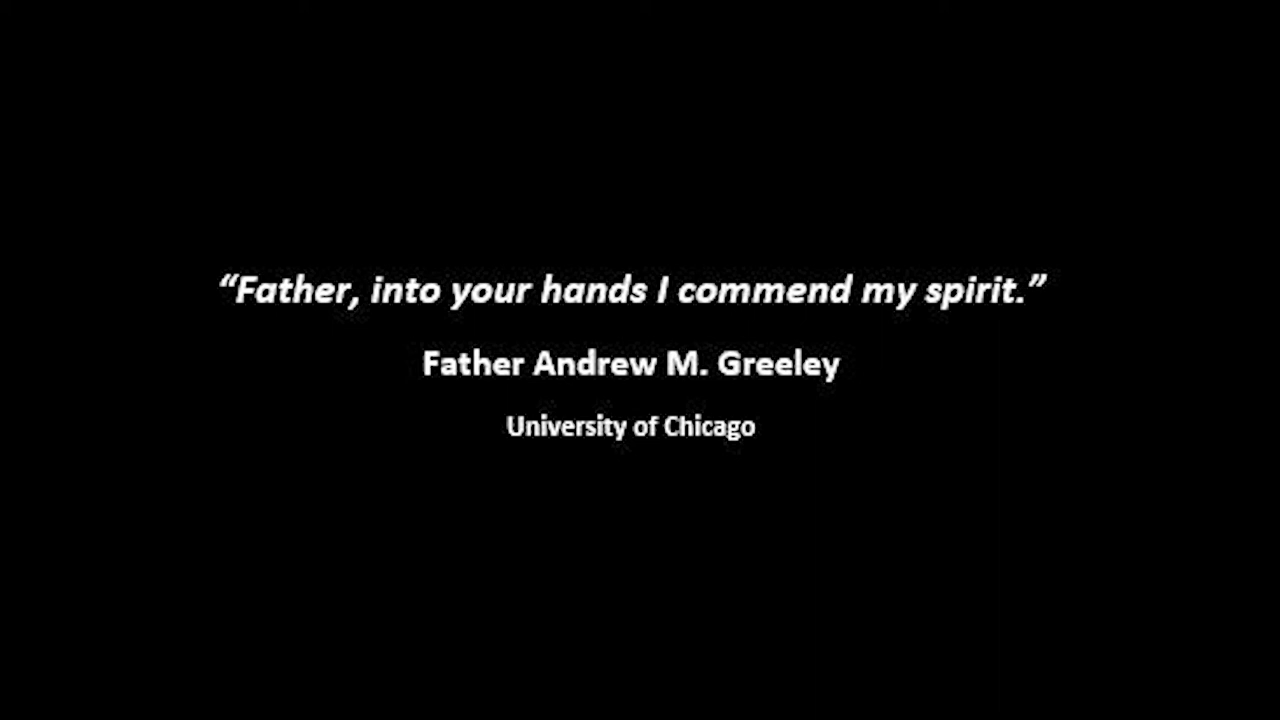 “Father, into your hands I commend my spirit.”
Father Andrew M. Greeley
University of Chicago